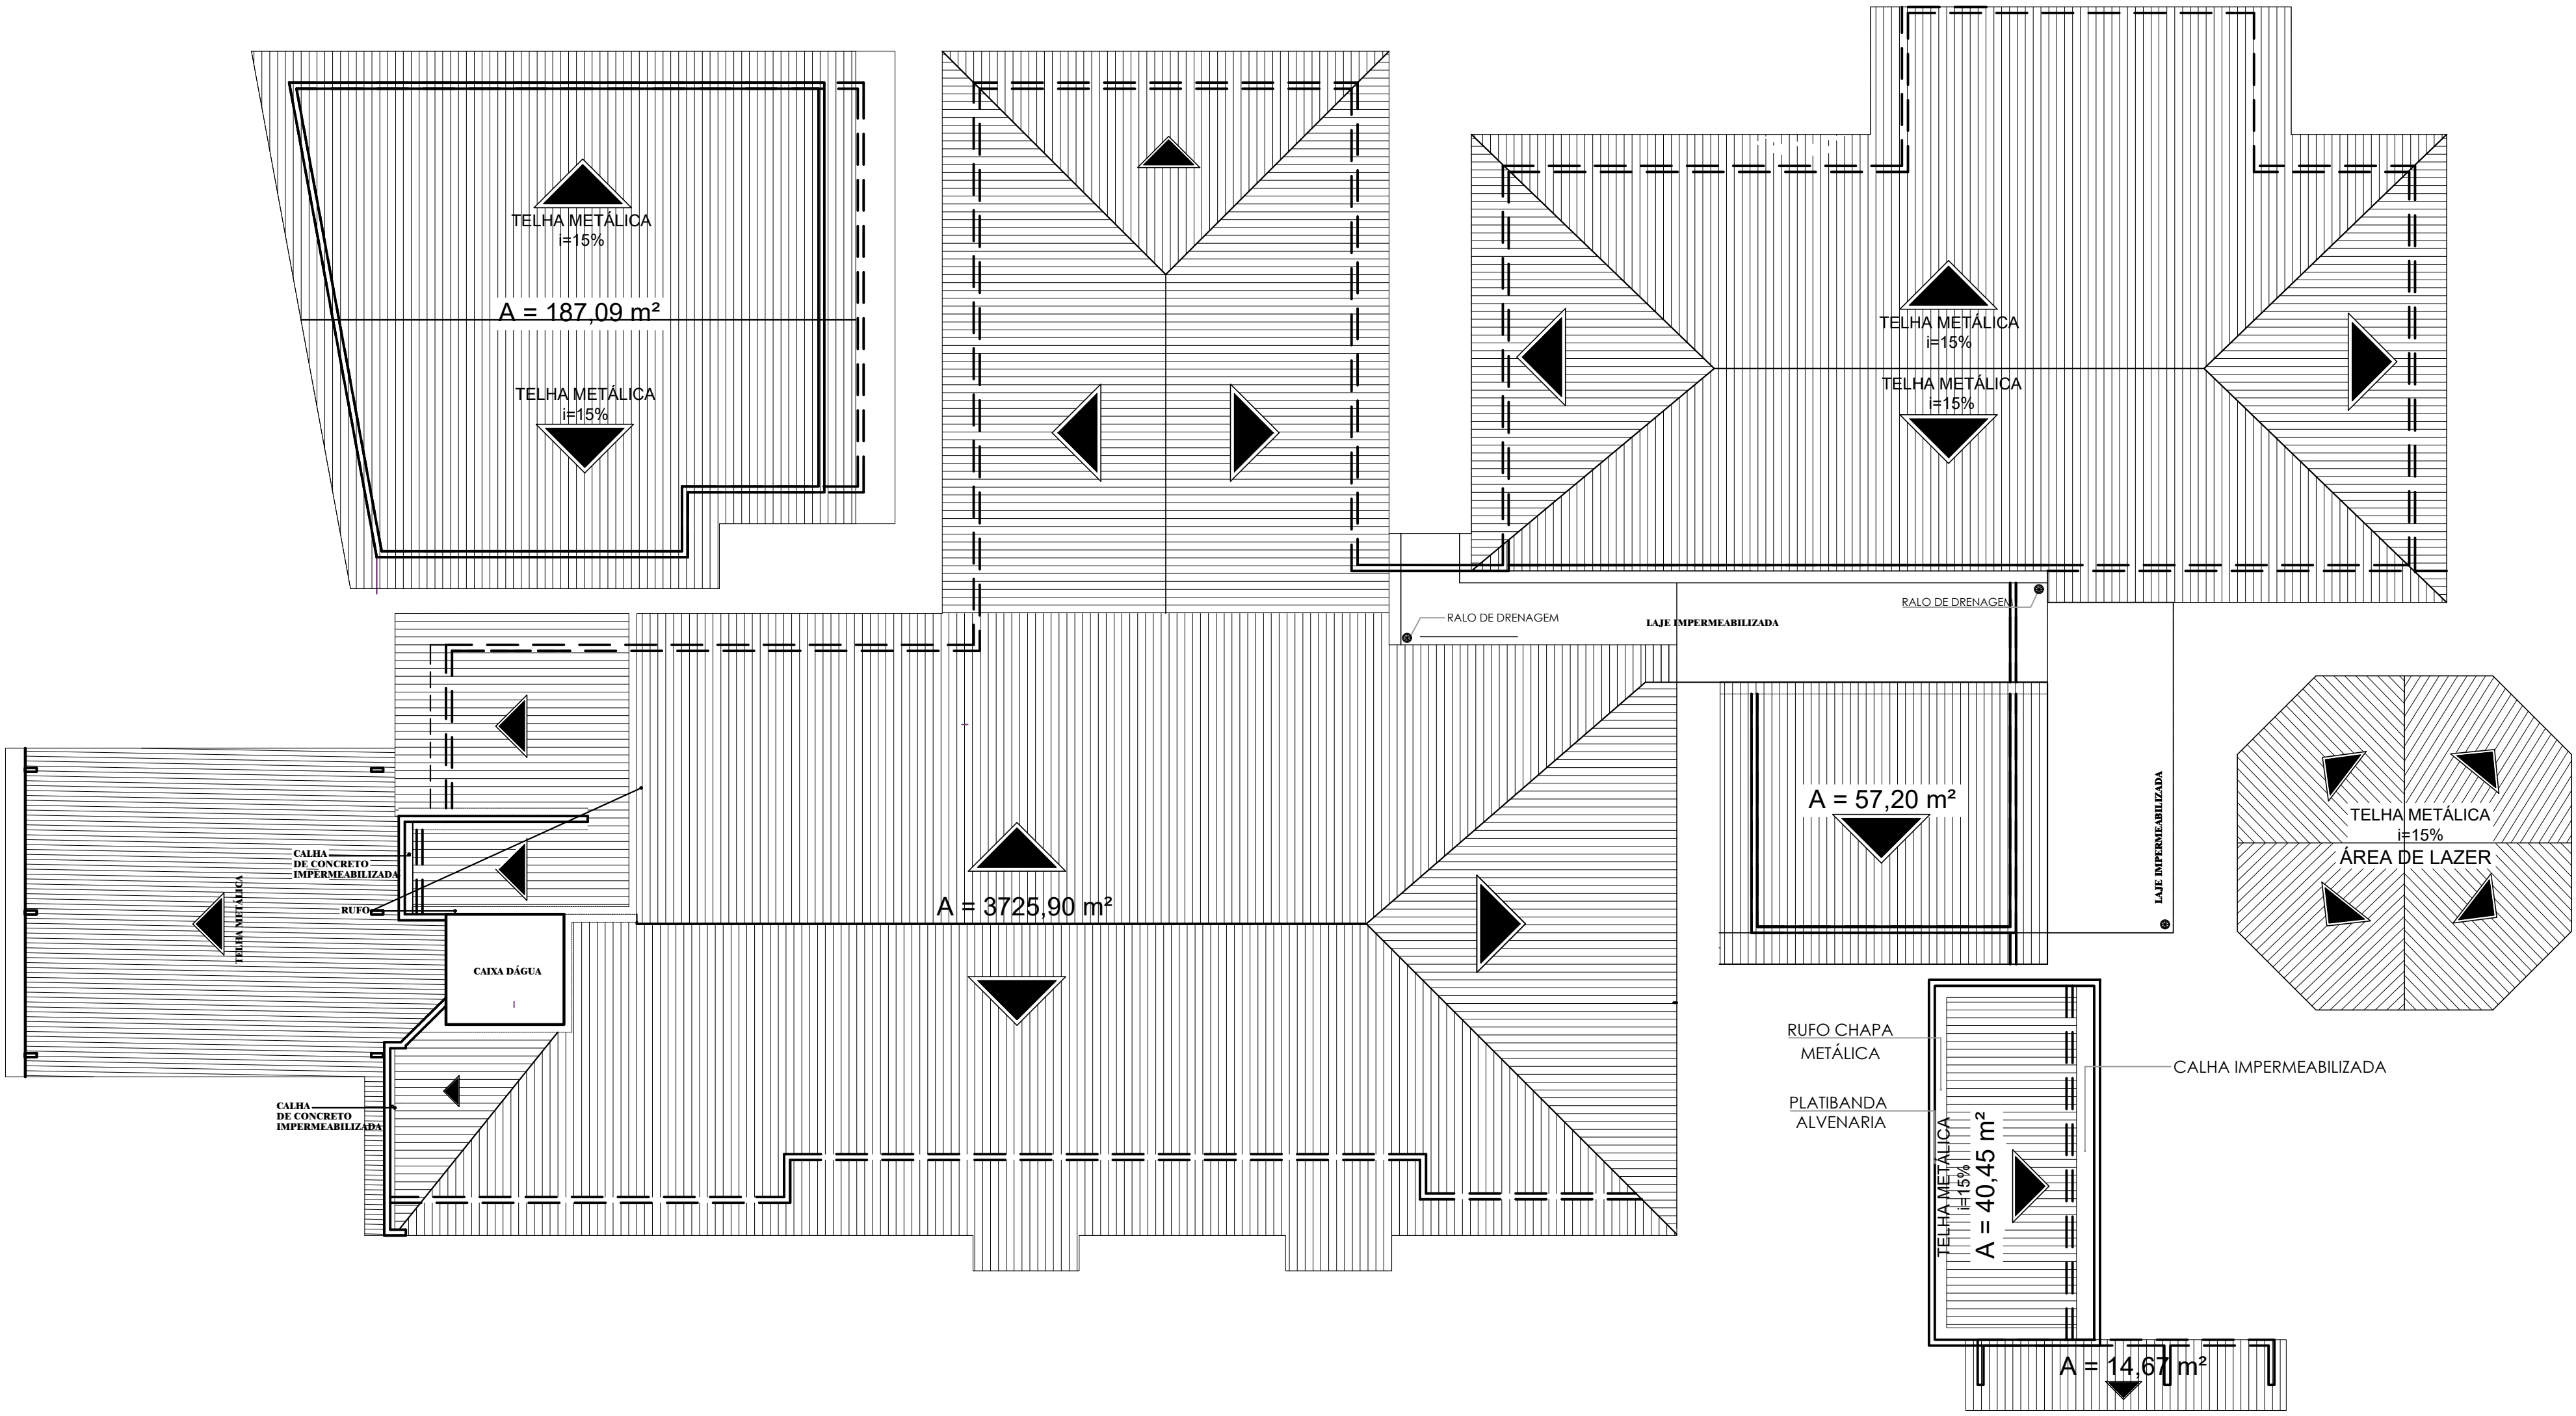 TELHA METÁLICA
i=15%
A = 187,09 m²
TELHA METÁLICA
i=15%
TELHA METÁLICA
i=15%
TELHA METÁLICA
i=15%
RALO DE DRENAGEM
RALO DE DRENAGEM
LAJE IMPERMEABILIZADA
LAJE IMPERMEABILIZADA
A = 57,20 m²
TELHA METÁLICA
i=15%
ÁREA DE LAZER
CALHA
DE CONCRETO
IMPERMEABILIZADA
RUFO
TELHA METÁLICA
A = 3725,90 m²
CAIXA DÁGUA
CALHA
DE CONCRETO
IMPERMEABILIZADA
RUFO CHAPA
METÁLICA
PLATIBANDA
ALVENARIA
CALHA IMPERMEABILIZADA
TELHA METÁLICA
i=15%
A = 40,45 m²
A = 14,67 m²